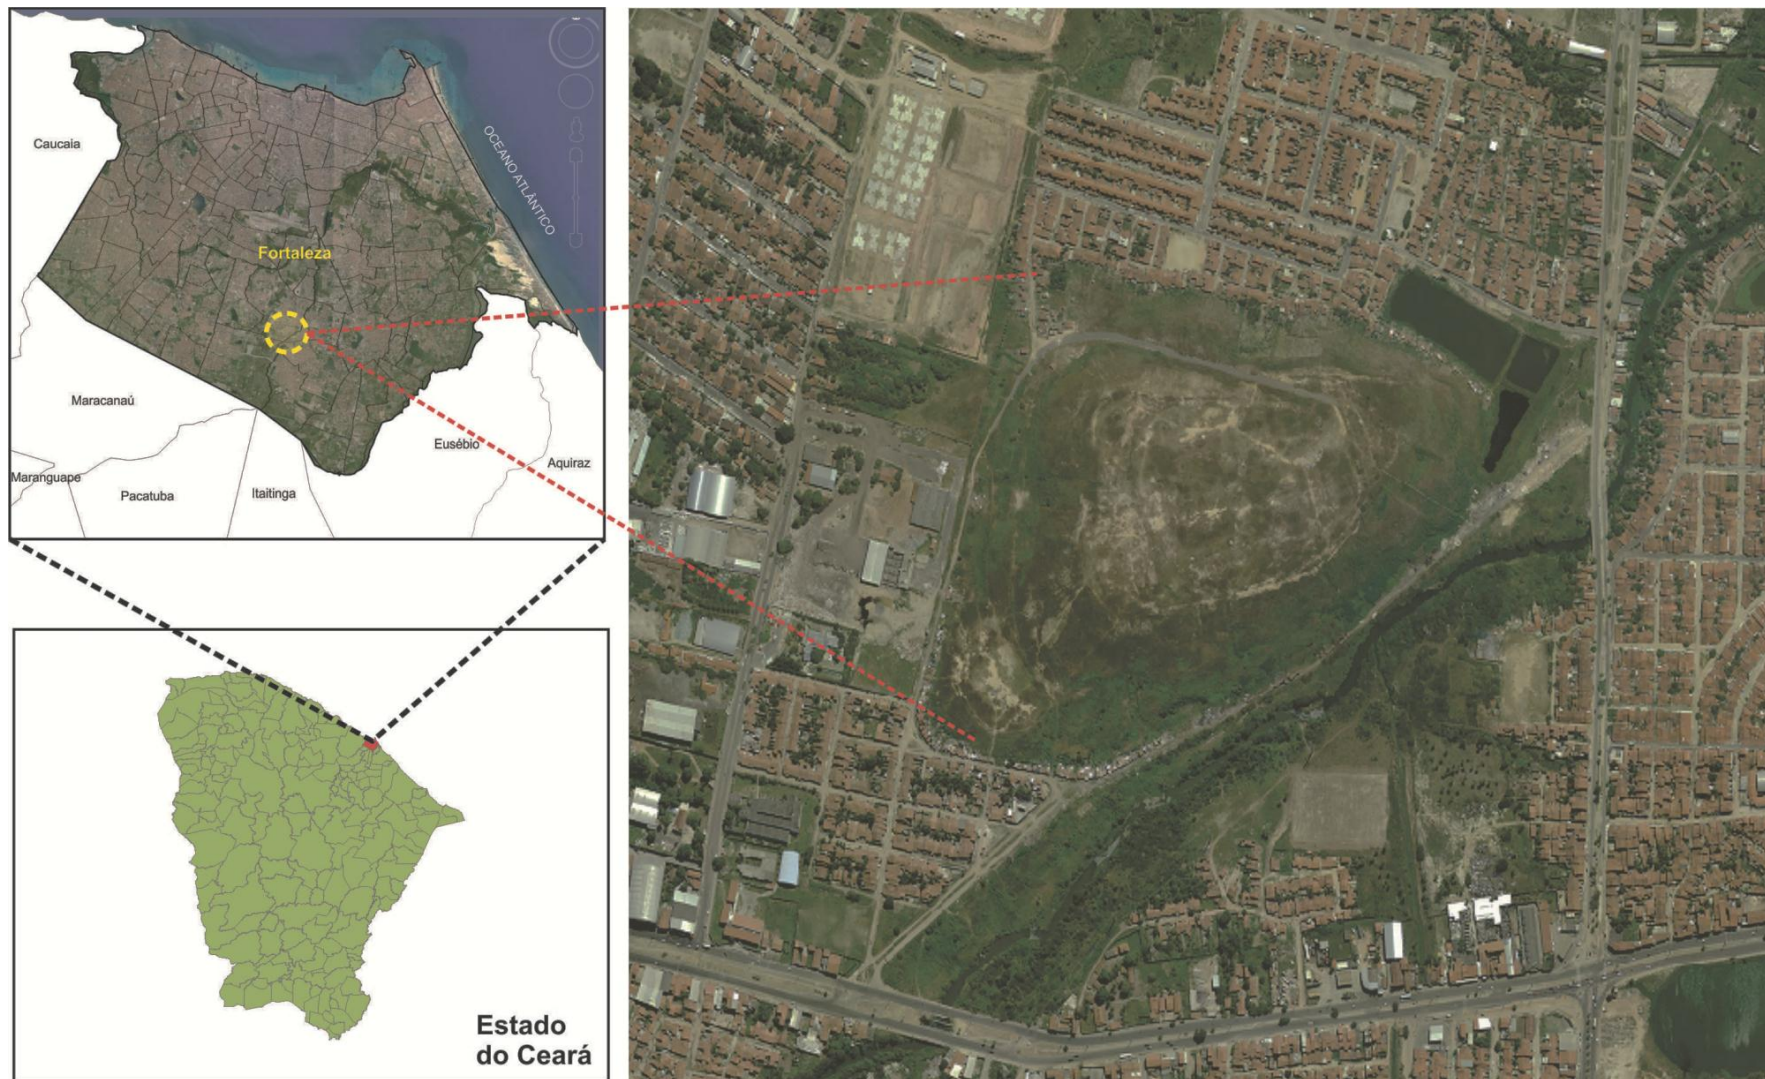 Caucaia
OCEANO ATLÂNTICO
Fortaleza
Maracanaú
Eusébio
Aquiraz
Maranguape
Pacatuba
Itaitinga
Estado
do Ceará